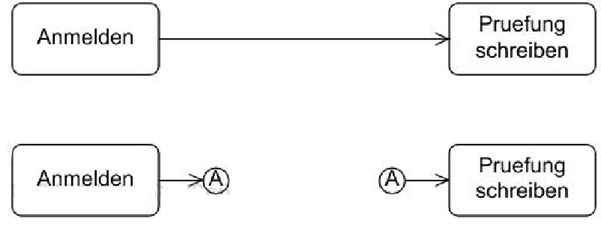 Anmelden
Pruefung
schreiben
Anmelden
A
A
Pruefung
schreiben